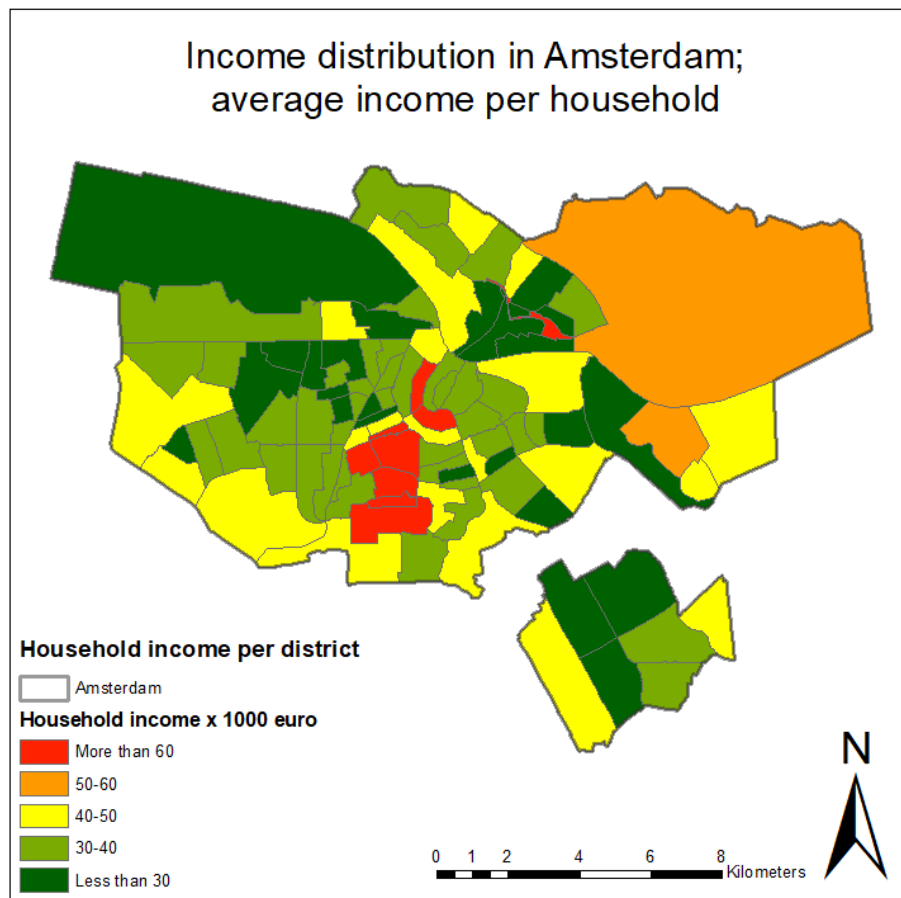 Income distribution in Amsterdam;
average income per household
Household income per district
Amsterdam
Household income x 1000 euro
More than 60
50-60
40-50
30-40
Less than 30
N
0 1 2 4 6 8
Kilometers